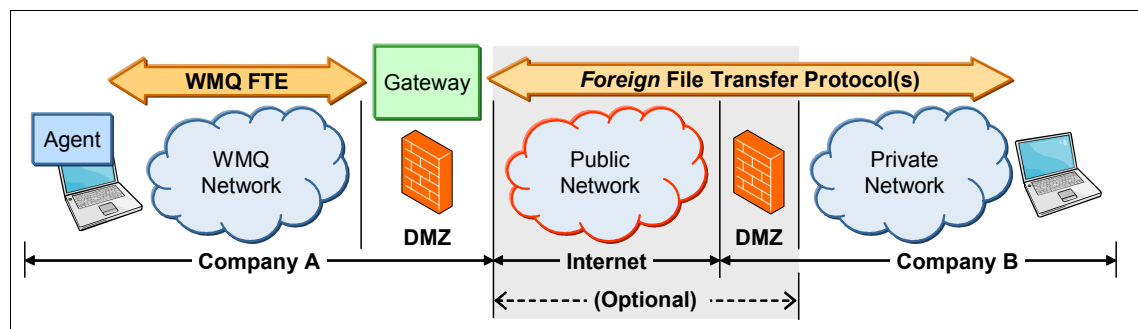 WMQ FTE
Gateway
Foreign File Transfer Protocol(s)
Agent
WMQ
Network
Public
Network
Private
Network
DMZ
DMZ
Company A
Internet
Company B
(Optional)